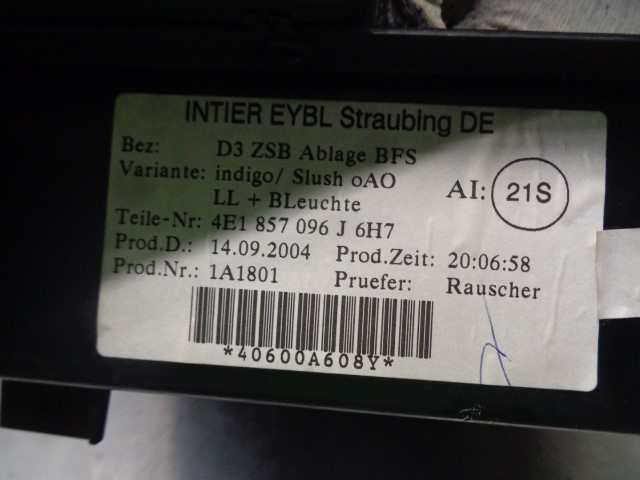 INTIER EYBL Straubing DE
Bez: D3 ZSB Ablage BFS
Variante: indigo/ Slush oAO
LL + BLeuchte
AI: 21S
Teile-Nr: 4E1 857 096 J 6H7
Prod.D.: 14.09.2004 Prod.Zeit: 20:06:58
Prod.Nr.: 1A1801 Pruefer: Rauscher
*40600A608Y*